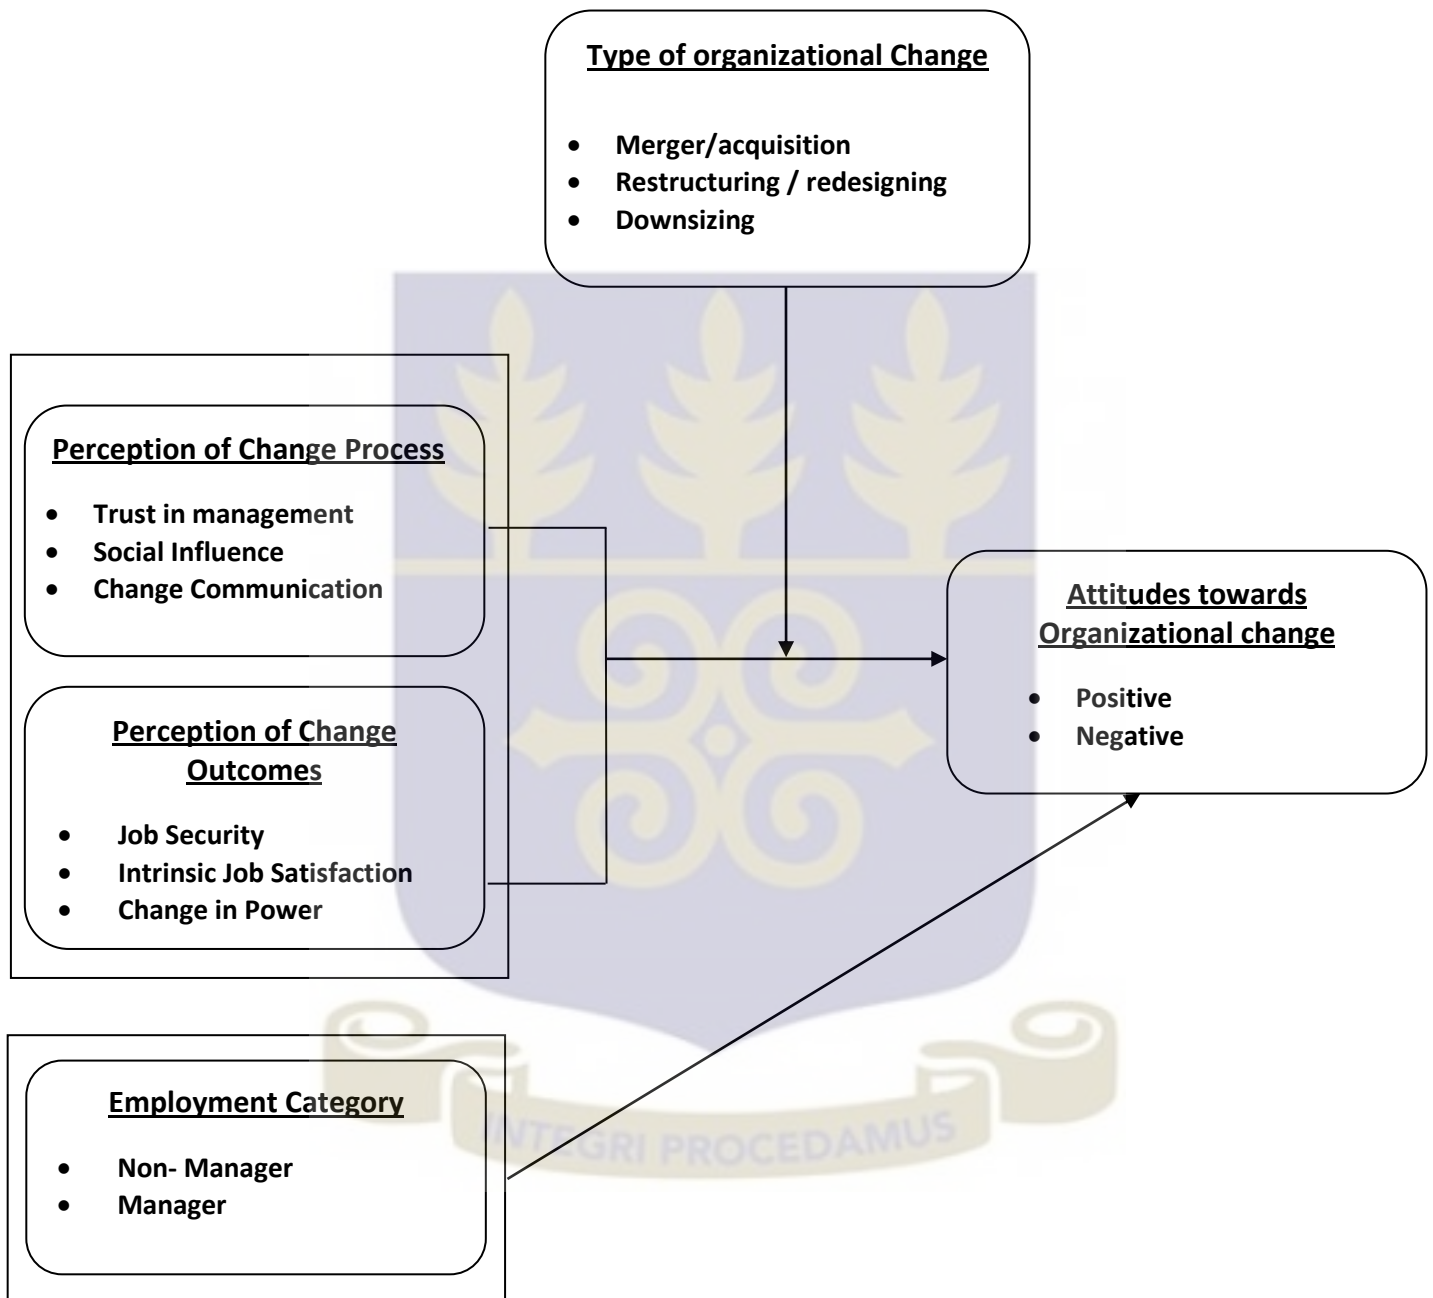 Type of organizational Change
• Merger/acquisition
• Restructuring / redesigning
• Downsizing
Perception of Change Process
• Trust in management
• Social Influence
• Change Communication
Perception of Change
Outcomes
• Job Security
• Intrinsic Job Satisfaction
• Change in Power
Attitudes towards
Organizational change
• Positive
• Negative
Employment Category
• Non- Manager
• Manager
INTEGRI PROCEDAMUS